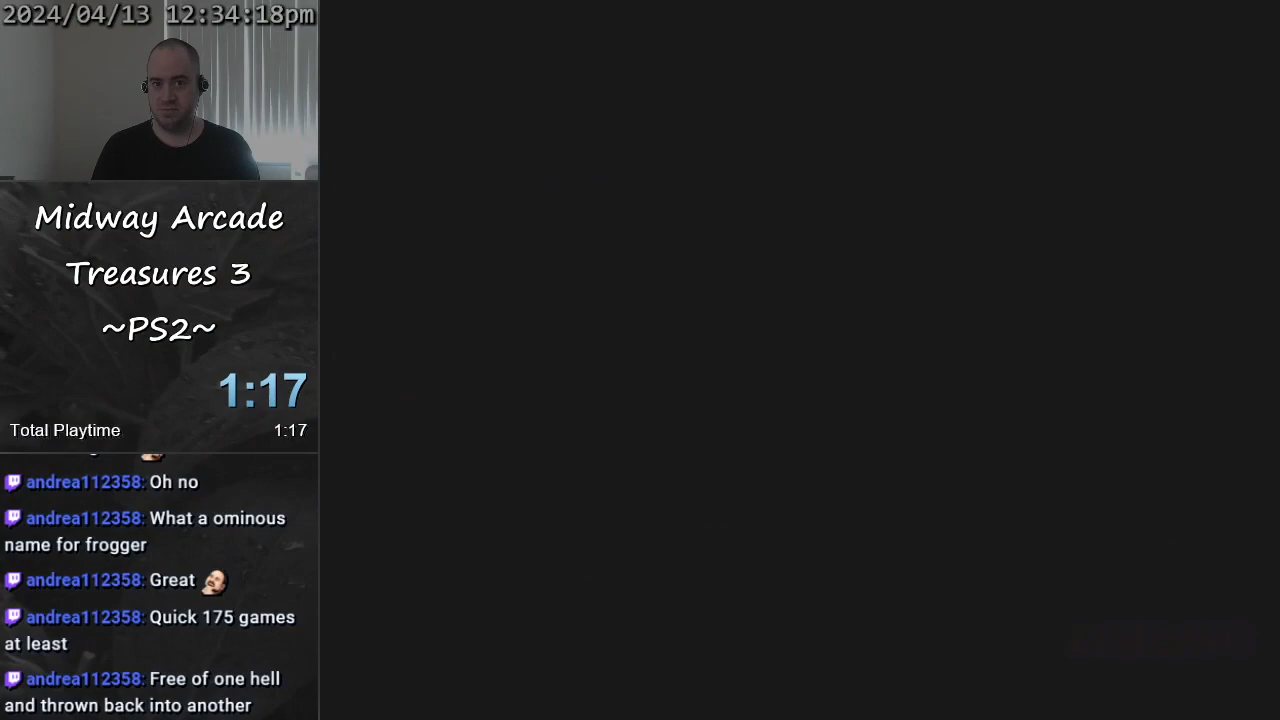 2024/04/13 12:34:18pm
Midway Arcade
Treasures 3
~PS2~
1:17
Total Playtime 1:17
andrea112358: Oh no
andrea112358: What a ominous
name for frogger
andrea112358: Great
andrea112358: Quick 175 games
at least
andrea112358: Free of one hell
and thrown back into another